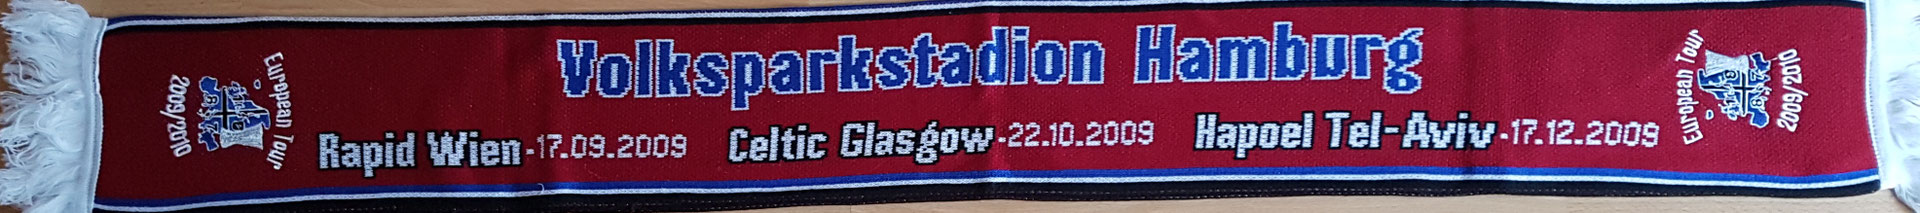 European Tour
2009/2010
Volksparkstadion Hamburg
Rapid Wien-17.09.2009
Celtic Glasgow-22.10.2009
Hapoel Tel-Aviv-17.12.2009
European Tour
2009/2010